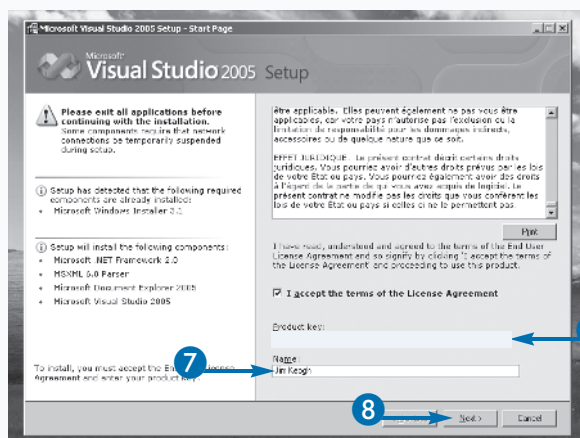 Microsoft Visual Studio 2005 Setup - Start Page
Microsoft
Visual Studio 2005 Setup
Please exit all applications before
continuing with the installation.
Some components require that network
connections be temporarily suspended
during setup.
Setup has detected that the following required
components are already installed:
• Microsoft Windows Installer 3.1
Setup will install the following components:
• Microsoft .NET Framework 2.0
• MSXML 6.0 Parser
• Microsoft Document Explorer 2005
• Microsoft Visual Studio 2005
To install, you must accept the End License
Agreement and enter your product key.
être applicable. Elles peuvent également ne pas vous être
applicables, car votre pays n'autorise pas l'exclusion ou la
limitation de responsabilité pour les dommages indirects,
accessoires ou de quelque nature que ce soit.
EFFET JURIDIQUE. Le présent contrat décrit certains droits
juridiques. Vous pourriez avoir d'autres droits prévus par les lois
de votre État ou pays. Vous pourriez également avoir des droits
à l'égard de la partie de qui vous avez acquis le logiciel. Le
présent contrat ne modifie pas les droits que vous confèrent les
lois de votre État ou pays si celles ci ne le permettent pas.
Print
I have read, understood and agreed to the terms of the End User
License Agreement and so signify by clicking 'I accept the terms of
the License Agreement' and proceeding to use this product.
I accept the terms of the License Agreement
Product key:
7
Name:
Jim Keogh
8
Next >
Cancel